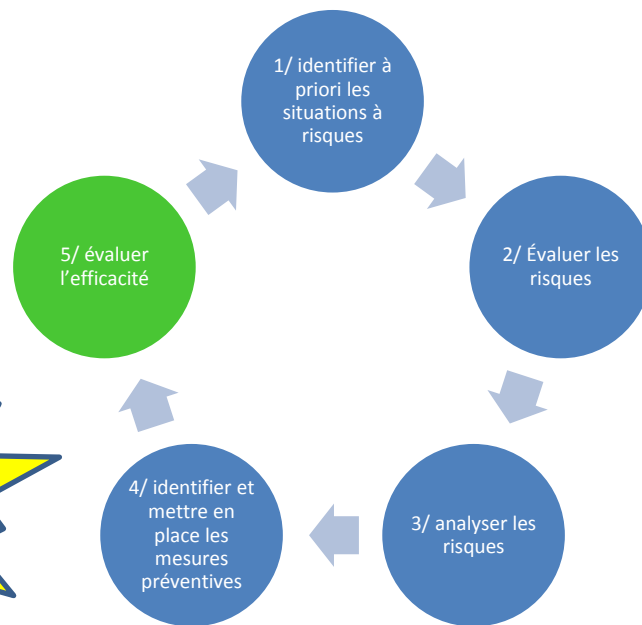 1/ identifier à
priori les
situations à
risques
2/ Évaluer les
risques
3/ analyser les
risques
4/ identifier et
mettre en
place les
mesures
préventives
5/ évaluer
l’efficacité